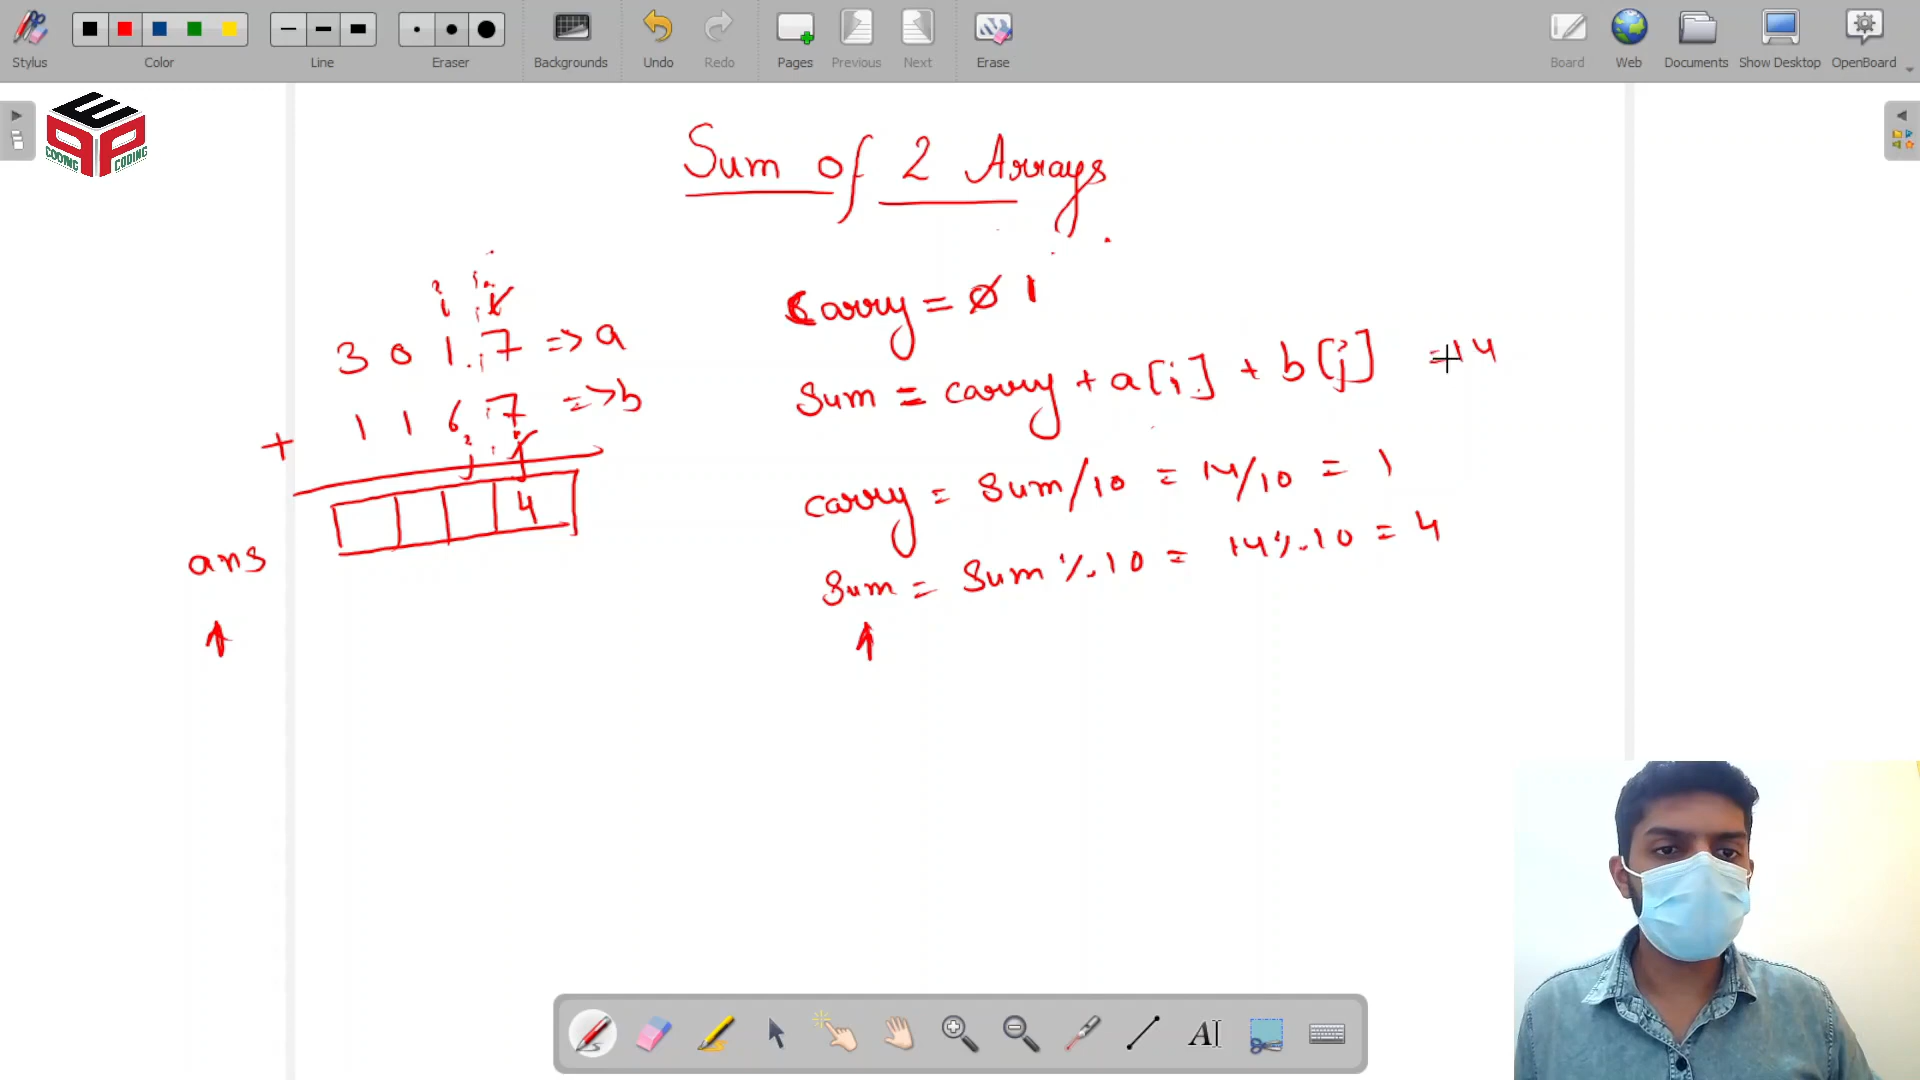 Stylus Color Line Eraser Backgrounds Undo Redo Pages Previous Next Erase Board Web Documents Show Desktop OpenBoard
CODING CODING
Sum of 2 Arrays
Carry = 0 1
3 0 1 7 => a
Sum = carry + a[i] + b[j] = 14
+ 1 1 6 7 => b
carry = Sum/10 = 14/10 = 1
4
ans
Sum = Sum % 10 = 14 % 10 = 4